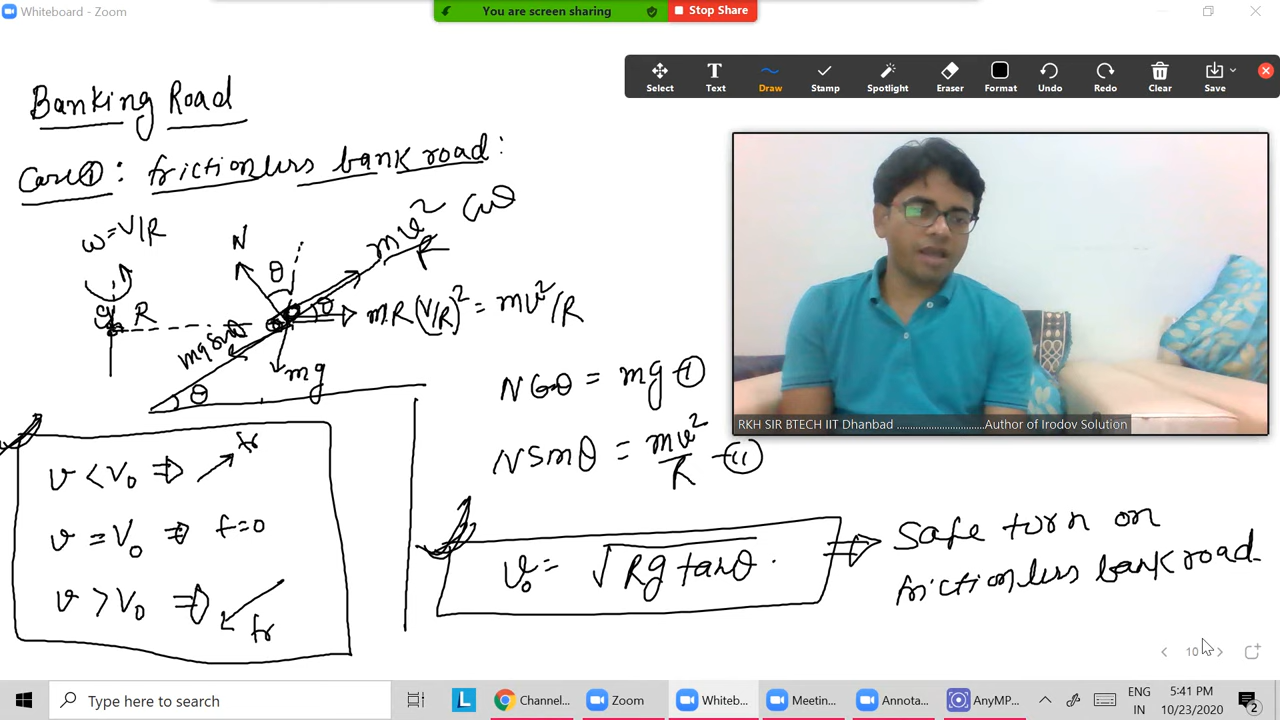 Whiteboard - Zoom
You are screen sharing
Stop Share
Select Text Draw Stamp Spotlight Eraser Format Undo Redo Clear Save
Banking Road
Case ① : frictionless bank road :
ω = V/R
N
θ
mv²/R cosθ
R
θ
mR(V/R)² = mv²/R
mg sinθ
mg
θ
N cosθ = mg ①
N sinθ = mv²/R —②
v < V₀ ⇒ ↗ fr
v = V₀ ⇒ f=0
v > V₀ ⇒ ↙ fr
v₀ = √Rg tanθ .
⇒ Safe turn on
frictionless bank road
RKH SIR BTECH IIT Dhanbad ................................Author of Irodov Solution
10
Type here to search
L
Channel...
Zoom
Whiteb...
Meetin...
Annota...
AnyMP...
ENG
IN
5:41 PM
10/23/2020
2